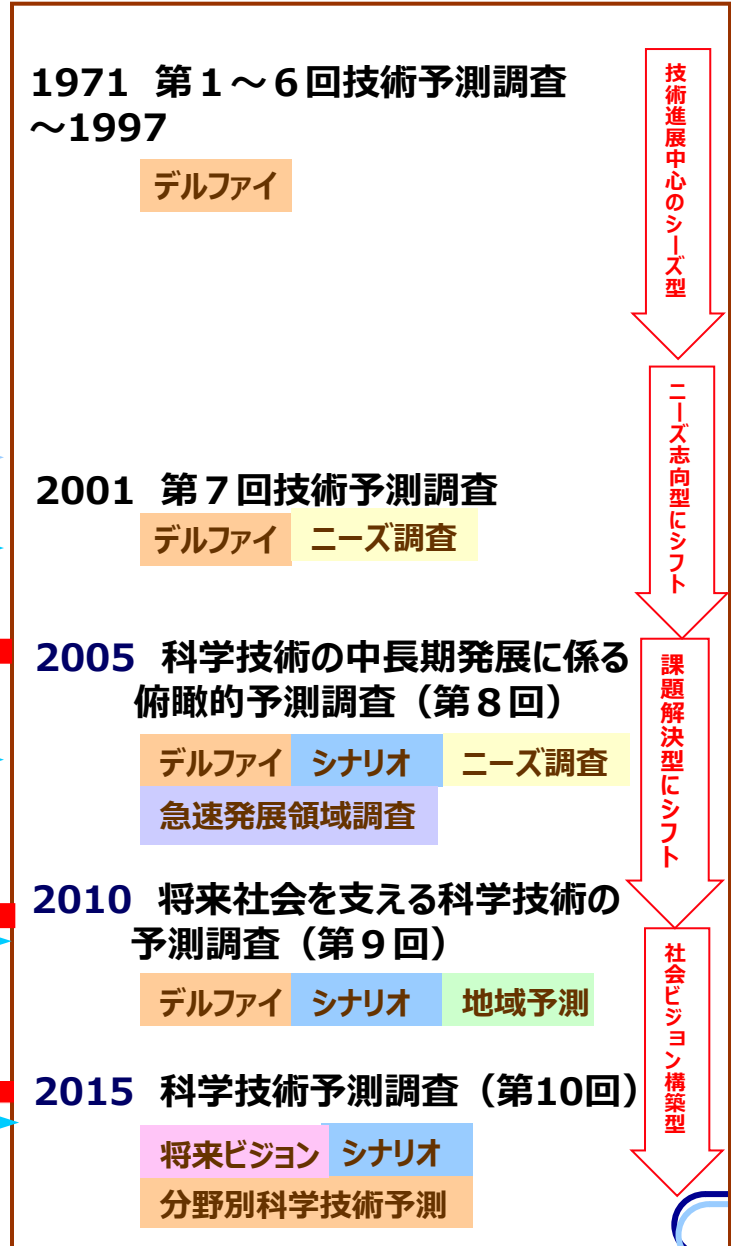 1971 第１～６回技術予測調査
～1997
デルファイ
技術進展中心のシーズ型
ニーズ志向型にシフト
2001 第７回技術予測調査
デルファイ ニーズ調査
2005 科学技術の中長期発展に係る
俯瞰的予測調査（第８回）
デルファイ シナリオ ニーズ調査
急速発展領域調査
課題解決型にシフト
2010 将来社会を支える科学技術の
予測調査（第９回）
デルファイ シナリオ 地域予測
社会ビジョン構築型
2015 科学技術予測調査（第10回）
将来ビジョン シナリオ
分野別科学技術予測